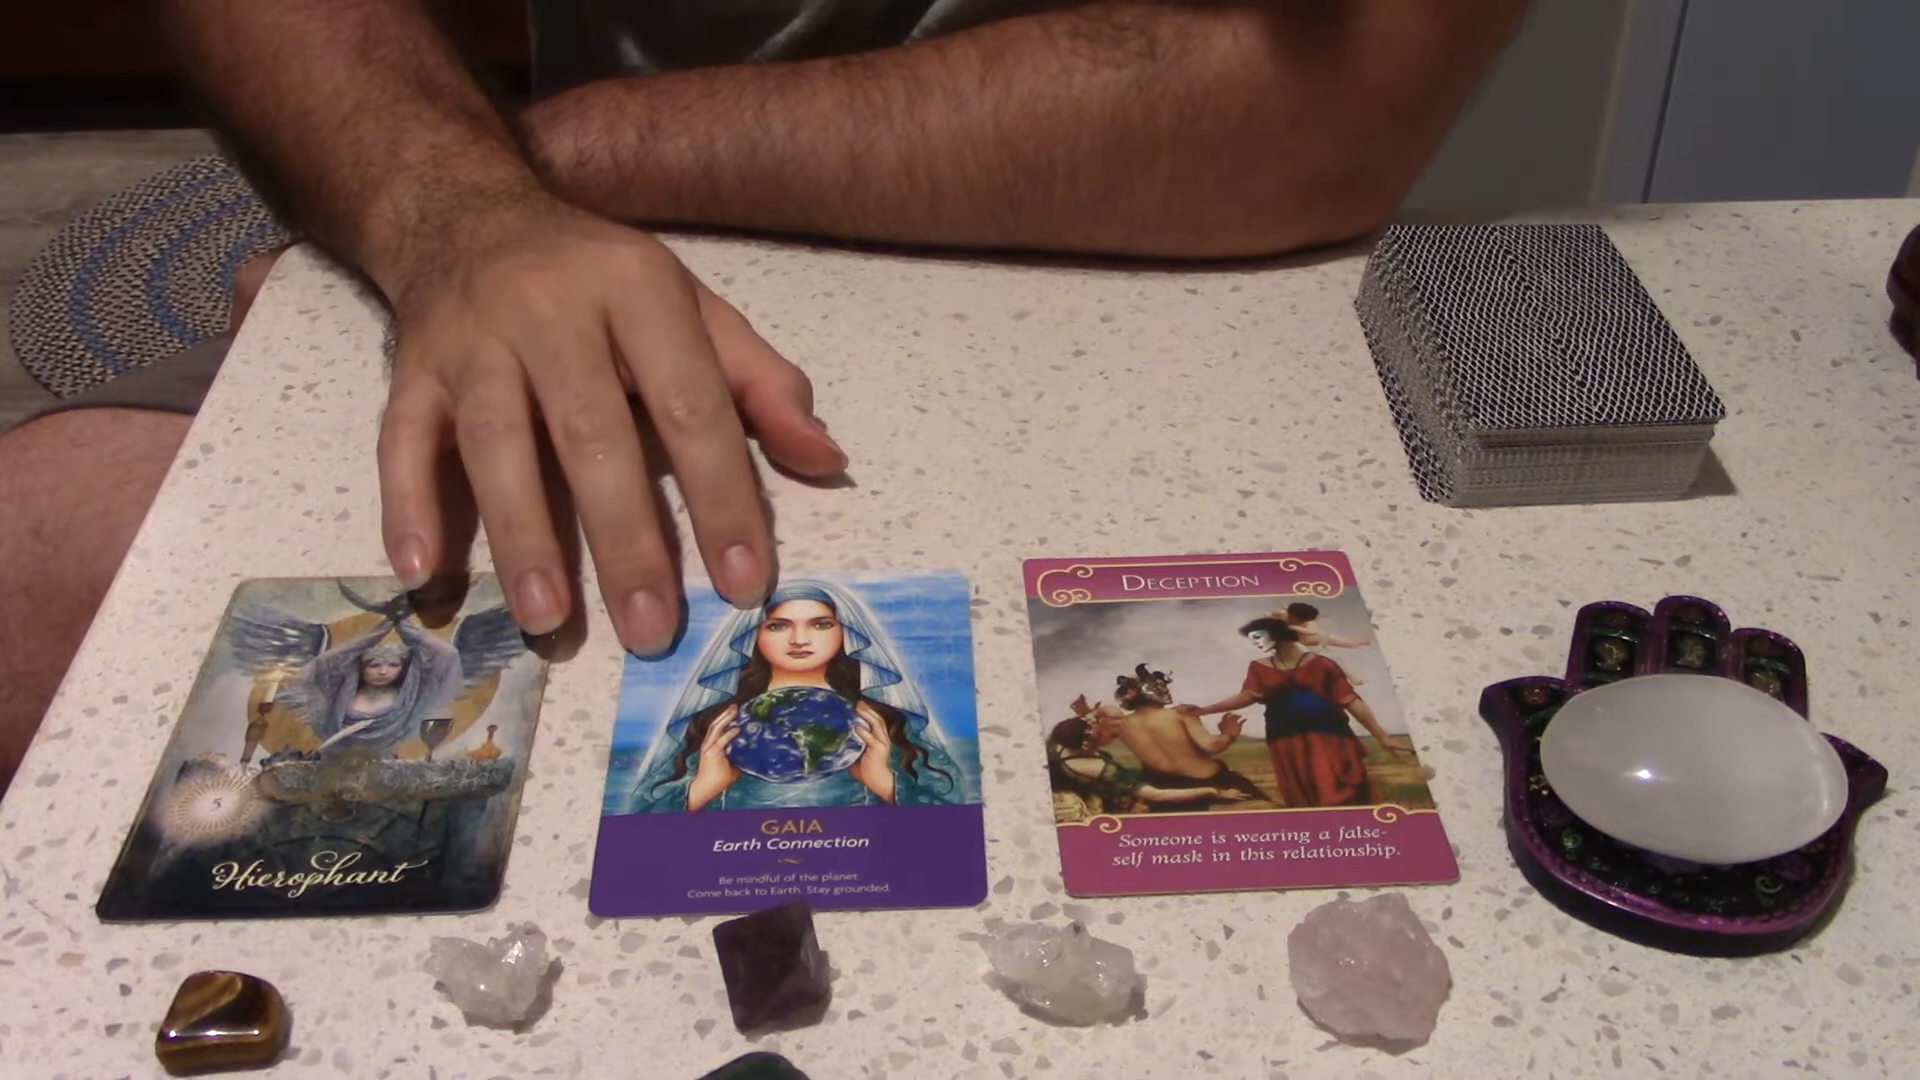 5
Hierophant
GAIA
Earth Connection
Be mindful of the planet.
Come back to Earth. Stay grounded.
DECEPTION
Someone is wearing a false-
self mask in this relationship.